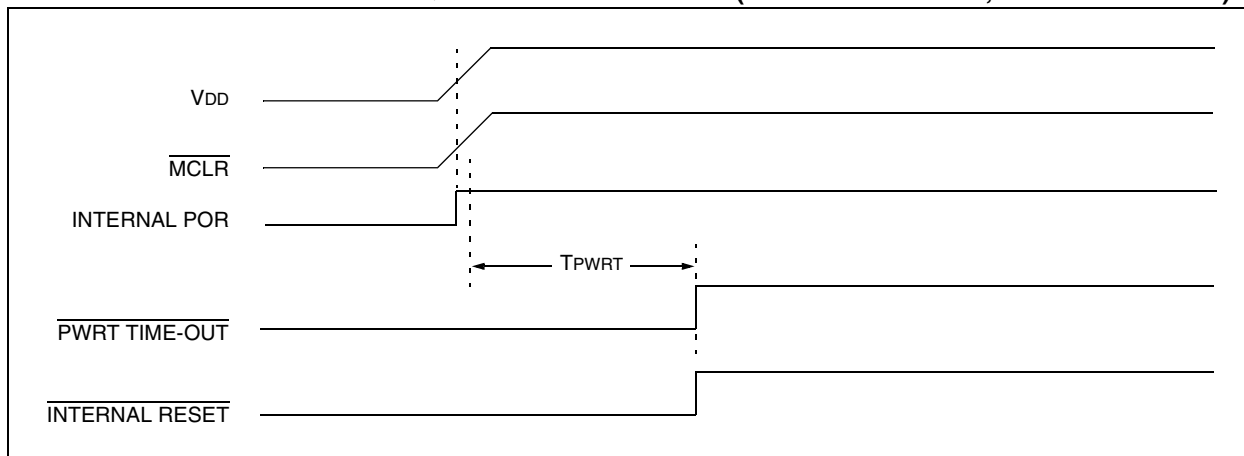 VDD
MCLR
INTERNAL POR
TPWRT
PWRT TIME-OUT
INTERNAL RESET